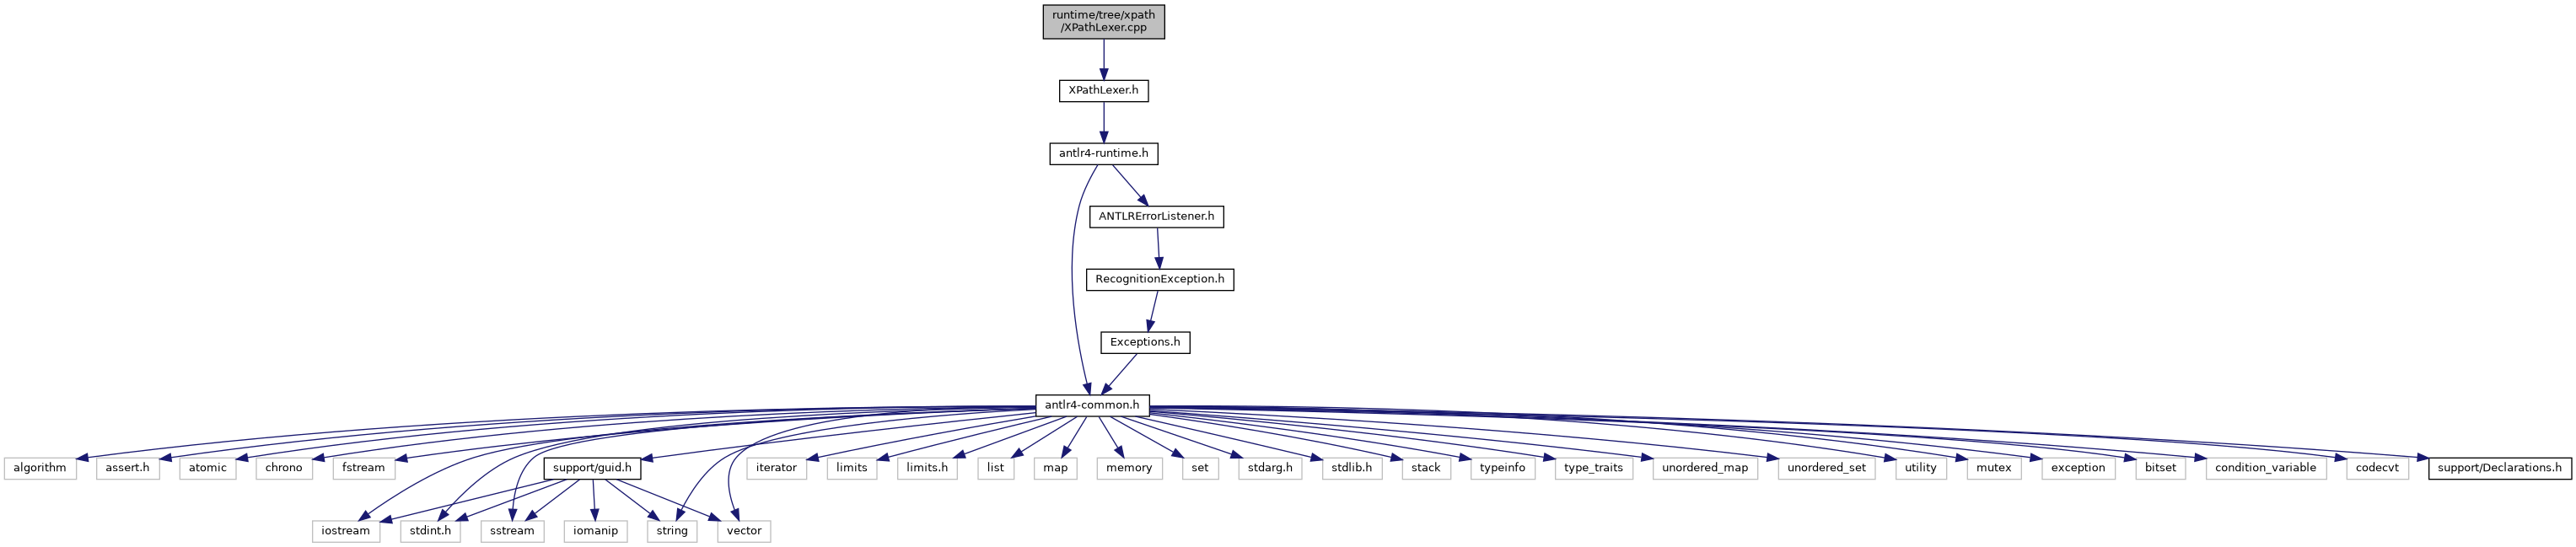 runtime/tree/xpath
/XPathLexer.cpp
XPathLexer.h
antlr4-runtime.h
ANTLRErrorListener.h
RecognitionException.h
Exceptions.h
antlr4-common.h
algorithm
assert.h
atomic
chrono
fstream
support/guid.h
iterator
limits
limits.h
list
map
memory
set
stdarg.h
stdlib.h
stack
typeinfo
type_traits
unordered_map
unordered_set
utility
mutex
exception
bitset
condition_variable
codecvt
support/Declarations.h
iostream
stdint.h
sstream
iomanip
string
vector